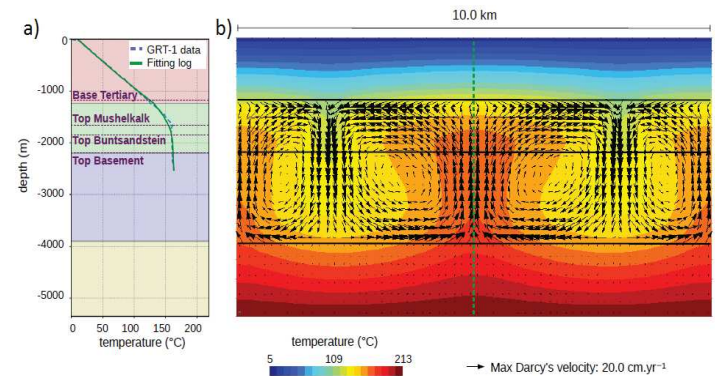 a)
b)
10.0 km
0
-1000
-2000
-3000
-4000
-5000
depth (m)
GRT-1 data
Fitting log
Base Tertiary
Top Mushelkalk
Top Buntsandstein
Top Basement
0 50 100 150 200
temperature (°C)
temperature (°C)
5 109 213
Max Darcy's velocity: 20.0 cm.yr⁻¹